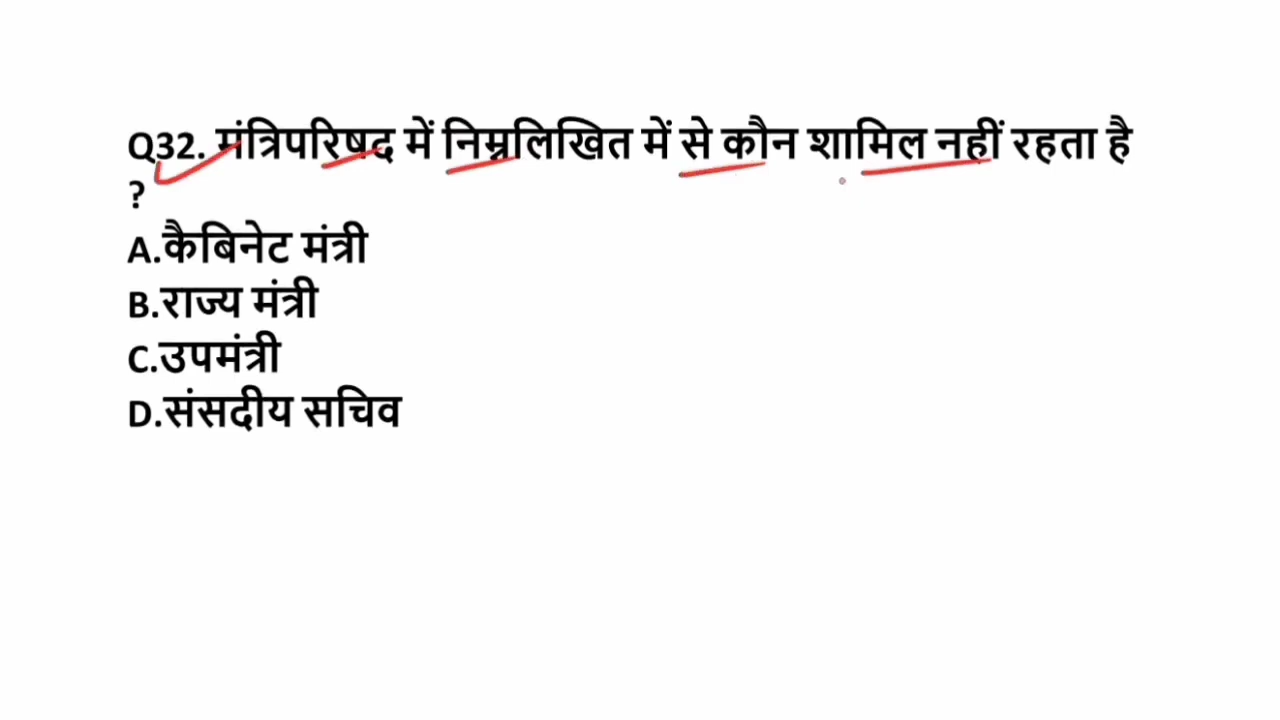 Q32. मंत्रिपरिषद में निम्नलिखित में से कौन शामिल नहीं रहता है
?
A.कैबिनेट मंत्री
B.राज्य मंत्री
C.उपमंत्री
D.संसदीय सचिव